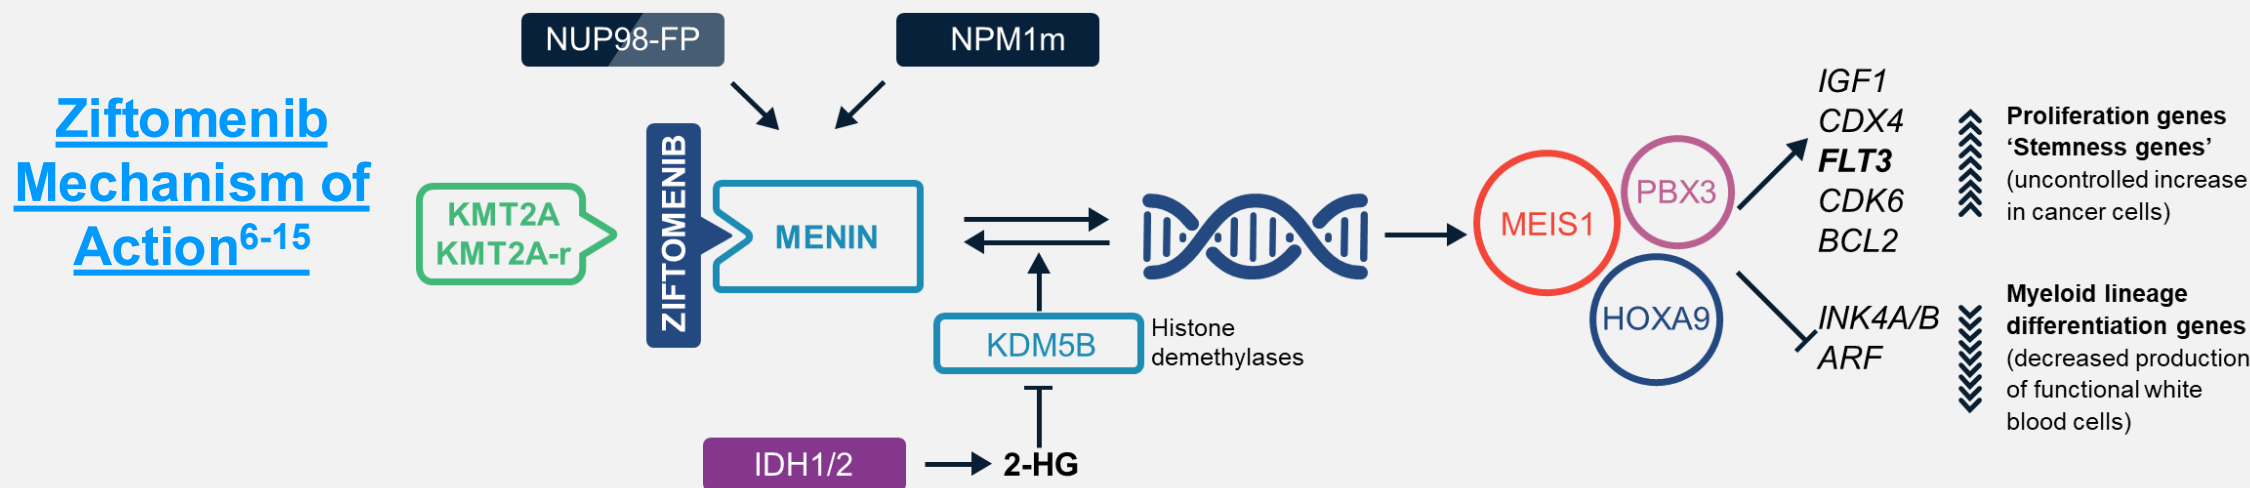 Ziftomenib
Mechanism of
Action6-15
NUP98-FP
NPM1m
KMT2A
KMT2A-r
ZIFTOMENIB
MENIN
KDM5B
Histone
demethylases
IDH1/2
2-HG
MEIS1
PBX3
HOXA9
IGF1
CDX4
FLT3
CDK6
BCL2
Proliferation genes
‘Stemness genes’
(uncontrolled increase
in cancer cells)
INK4A/B
ARF
Myeloid lineage
differentiation genes
(decreased production
of functional white
blood cells)